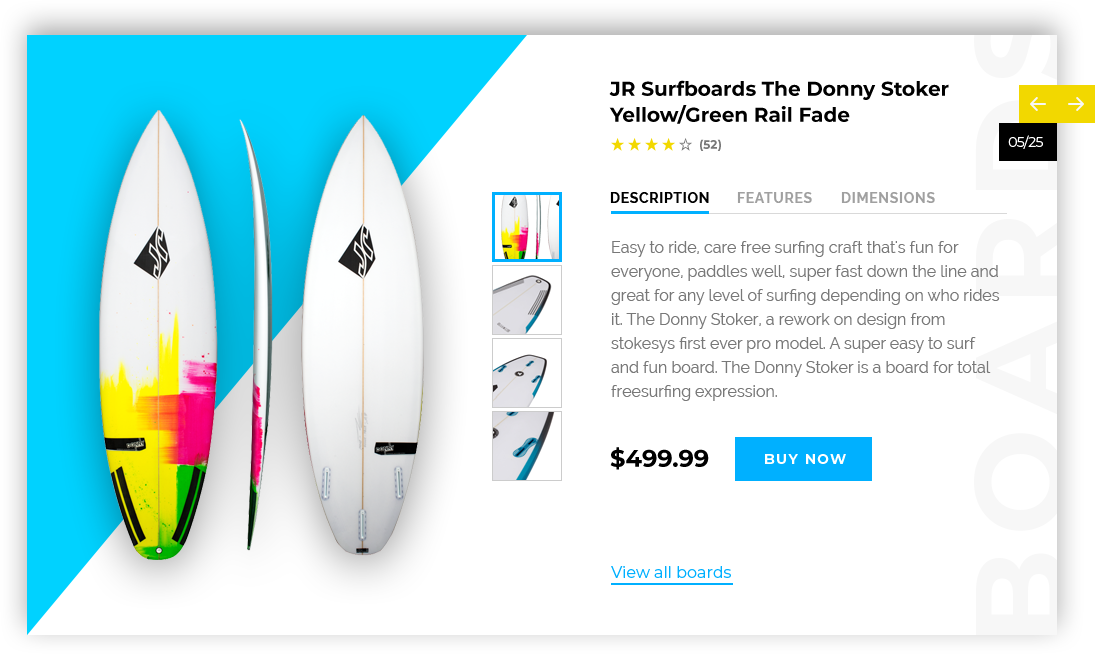 JR Surfboards The Donny Stoker
Yellow/Green Rail Fade
(52)
05/25
DESCRIPTION FEATURES DIMENSIONS
Easy to ride, care free surfing craft that's fun for
everyone, paddles well, super fast down the line and
great for any level of surfing depending on who rides
it. The Donny Stoker, a rework on design from
stokesys first ever pro model. A super easy to surf
and fun board. The Donny Stoker is a board for total
freesurfing expression.
$499.99 BUY NOW
View all boards
BOARDS